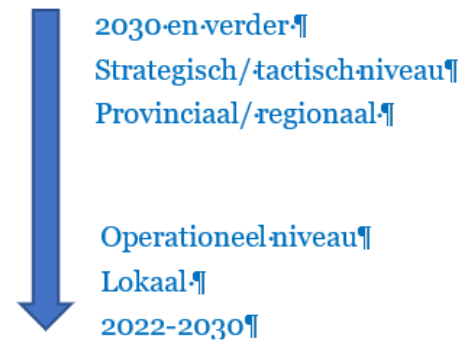 2030·en·verder·¶
Strategisch/·tactisch·niveau¶
Provinciaal/·regionaal·¶
Operationeel·niveau¶
Lokaal·¶
2022-2030¶